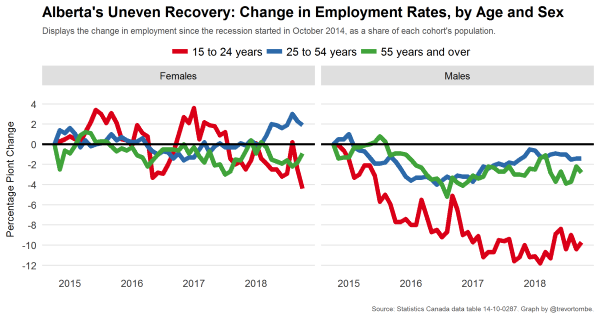 Alberta's Uneven Recovery: Change in Employment Rates, by Age and Sex
Displays the change in employment since the recession started in October 2014, as a share of each cohort's population.
15 to 24 years 25 to 54 years 55 years and over
Females Males
Percentage Piont Change
4
2
0
-2
-4
-6
-8
-10
-12
2015 2016 2017 2018 2015 2016 2017 2018
Source: Statistics Canada data table 14-10-0287. Graph by @trevortombe.